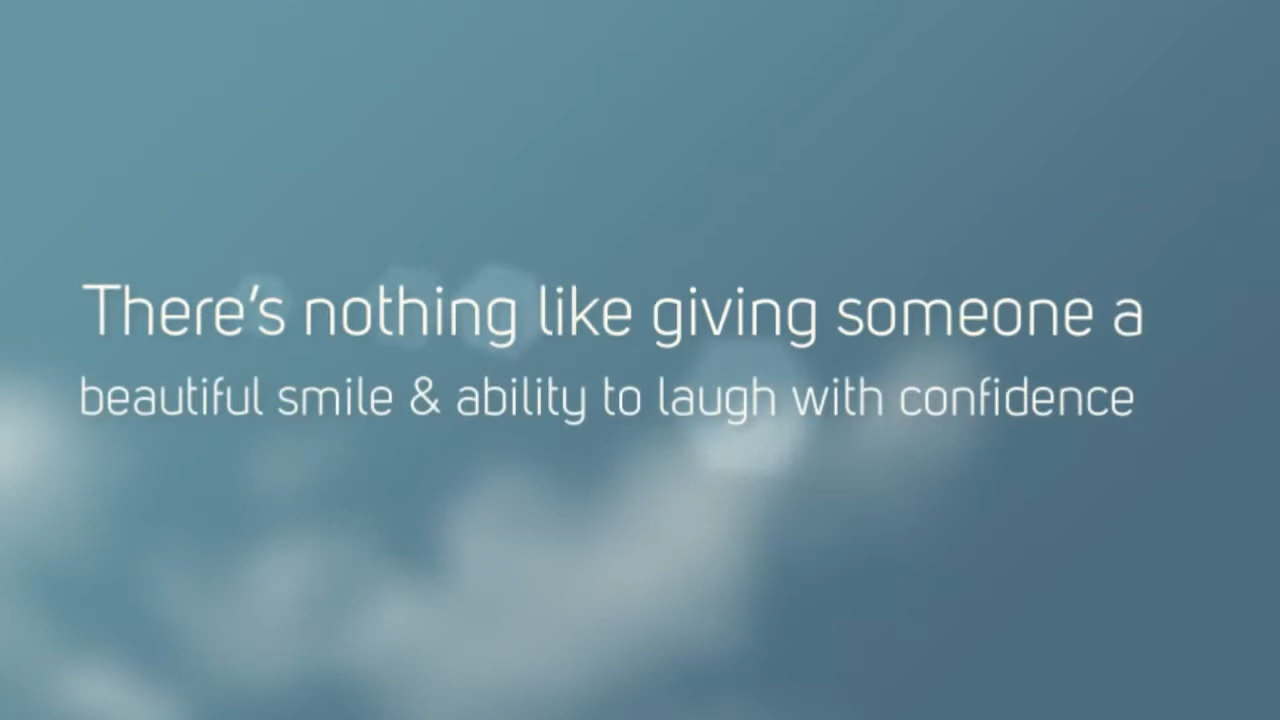 There's nothing like giving someone a
beautiful smile & ability to laugh with confidence